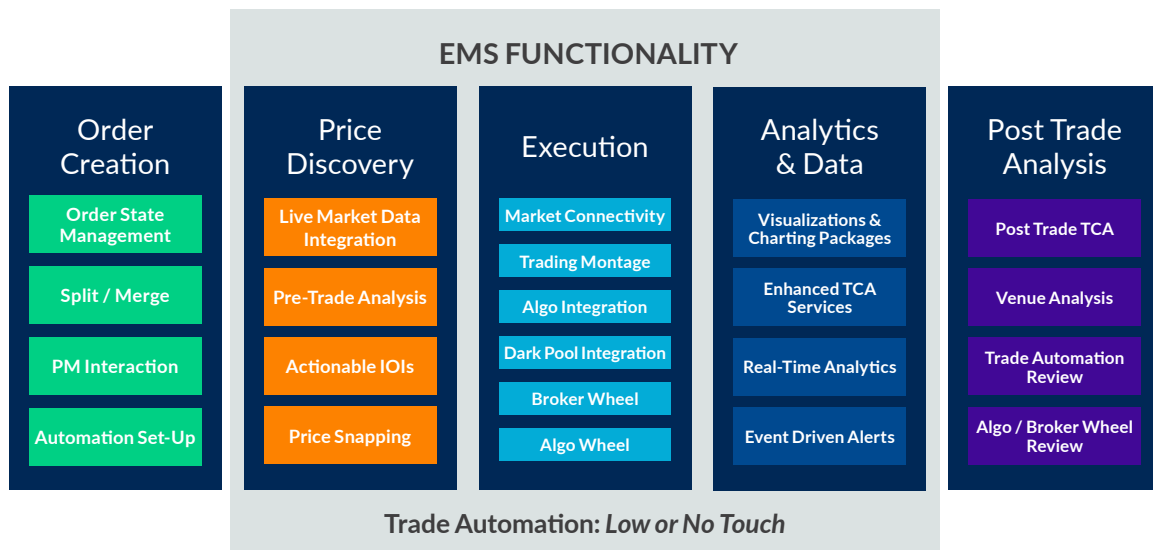 EMS FUNCTIONALITY
Order
Creation
Order State
Management
Split / Merge
PM Interaction
Automation Set-Up
Price
Discovery
Live Market Data
Integration
Pre-Trade Analysis
Actionable IOIs
Price Snapping
Execution
Market Connectivity
Trading Montage
Algo Integration
Dark Pool Integration
Broker Wheel
Algo Wheel
Analytics
& Data
Visualizations &
Charting Packages
Enhanced TCA
Services
Real-Time Analytics
Event Driven Alerts
Post Trade
Analysis
Post Trade TCA
Venue Analysis
Trade Automation
Review
Algo / Broker Wheel
Review
Trade Automation: Low or No Touch